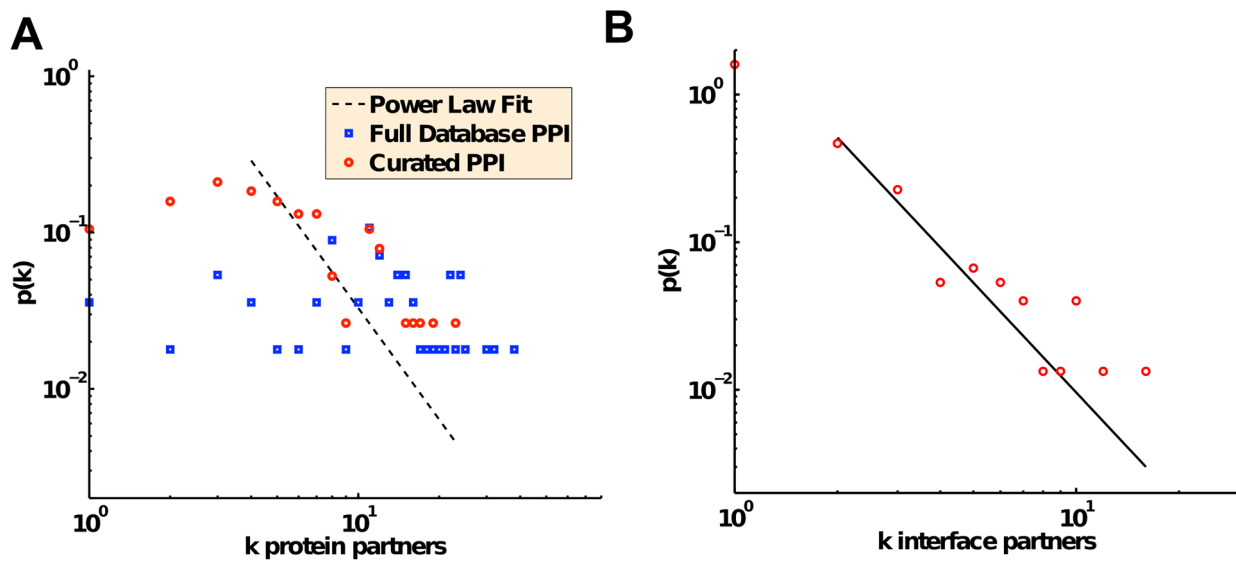 A
10^0
10^-1
10^-2
p(k)
10^0
10^1
k protein partners
Power Law Fit
Full Database PPI
Curated PPI
B
10^0
10^-1
10^-2
p(k)
10^0
10^1
k interface partners